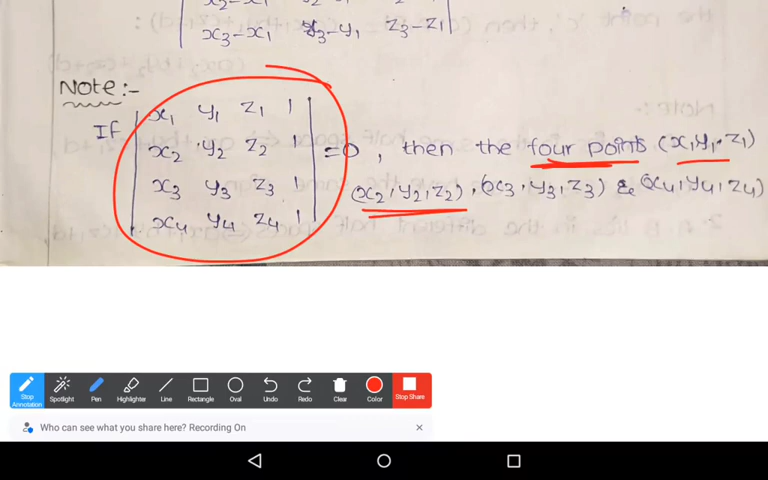 x₃-x₁ y₃-y₁ z₃-z₁
Note:-
If | x₁ y₁ z₁ 1 |
| x₂ y₂ z₂ 1 | =0, then the four points (x₁y₁·z₁)
| x₃ y₃ z₃ 1 | (x₂,y₂,z₂), (x₃,y₃,z₃) & (x₄,y₄,z₄)
| x₄ y₄ z₄ 1 |
Stop Annotation Spotlight Pen Highlighter Line Rectangle Oval Undo Redo Clear Color Stop Share
Who can see what you share here? Recording On